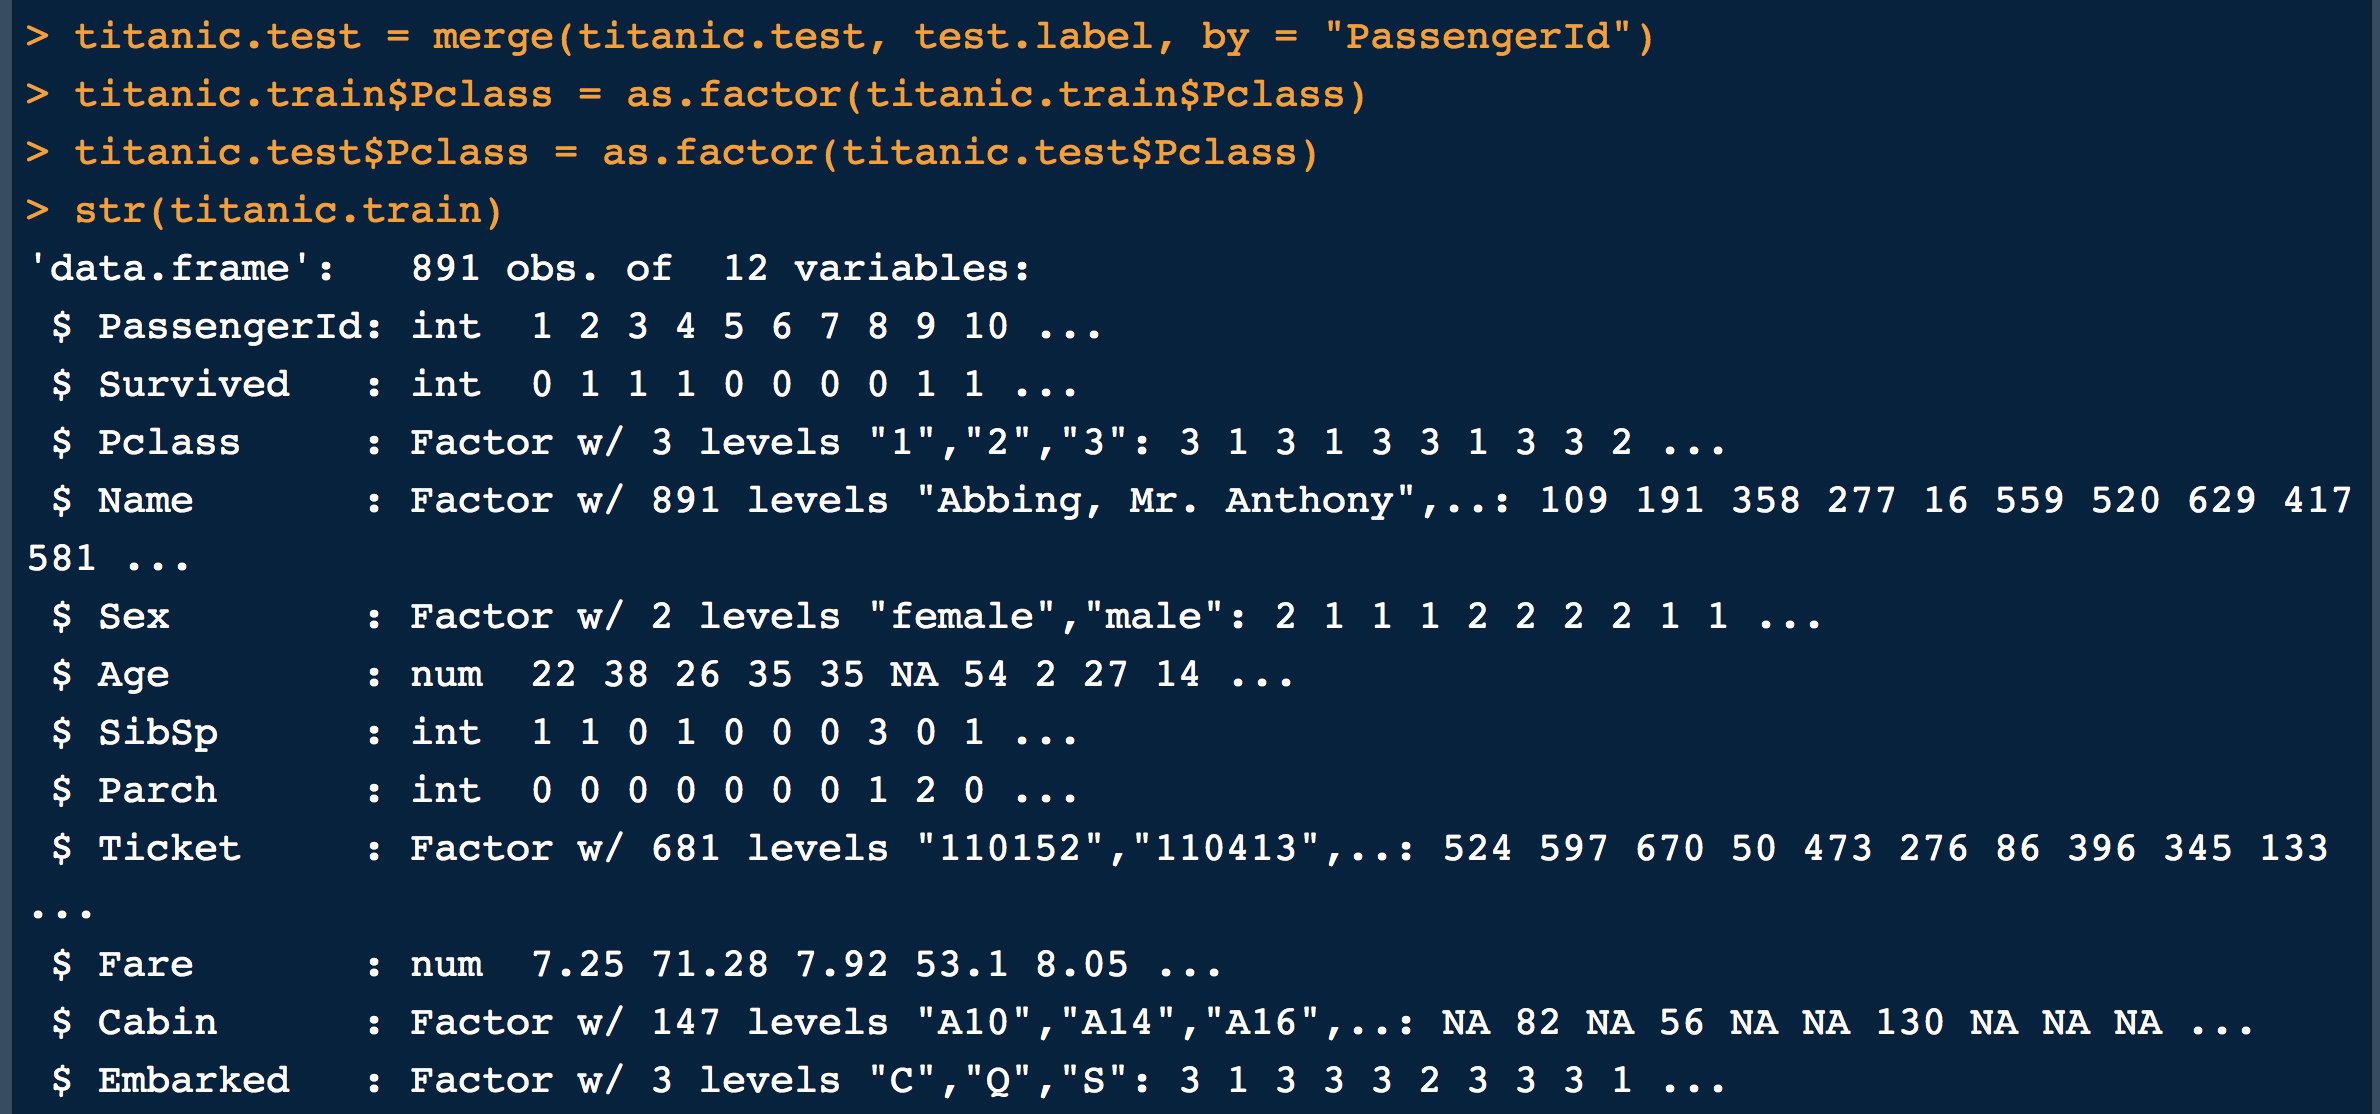 > titanic.test = merge(titanic.test, test.label, by = "PassengerId")
> titanic.train$Pclass = as.factor(titanic.train$Pclass)
> titanic.test$Pclass = as.factor(titanic.test$Pclass)
> str(titanic.train)
'data.frame':   891 obs. of  12 variables:
 $ PassengerId: int  1 2 3 4 5 6 7 8 9 10 ...
 $ Survived   : int  0 1 1 1 0 0 0 0 1 1 ...
 $ Pclass     : Factor w/ 3 levels "1","2","3": 3 1 3 1 3 3 1 3 3 2 ...
 $ Name       : Factor w/ 891 levels "Abbing, Mr. Anthony",..: 109 191 358 277 16 559 520 629 417
581 ...
 $ Sex        : Factor w/ 2 levels "female","male": 2 1 1 1 2 2 2 2 1 1 ...
 $ Age        : num  22 38 26 35 35 NA 54 2 27 14 ...
 $ SibSp      : int  1 1 0 1 0 0 0 3 0 1 ...
 $ Parch      : int  0 0 0 0 0 0 0 1 2 0 ...
 $ Ticket     : Factor w/ 681 levels "110152","110413",..: 524 597 670 50 473 276 86 396 345 133
...
 $ Fare       : num  7.25 71.28 7.92 53.1 8.05 ...
 $ Cabin      : Factor w/ 147 levels "A10","A14","A16",..: NA 82 NA 56 NA NA 130 NA NA NA ...
 $ Embarked   : Factor w/ 3 levels "C","Q","S": 3 1 3 3 3 2 3 3 3 1 ...